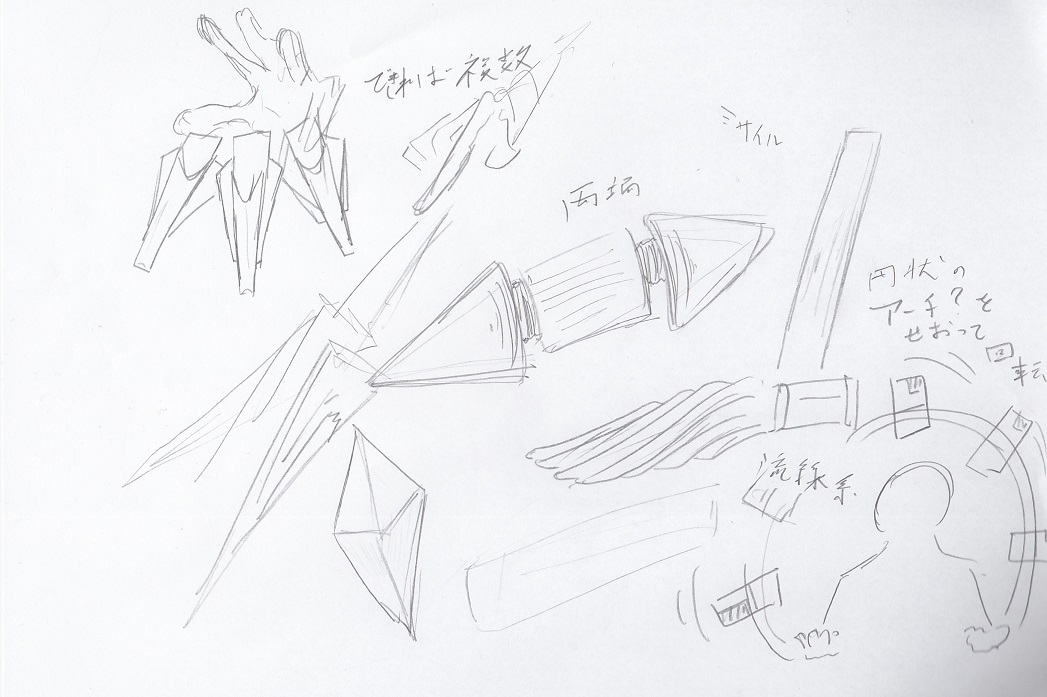 できれば複数
ミサイル
両端
円状の
アーチ?を
せおって
回転
流線系